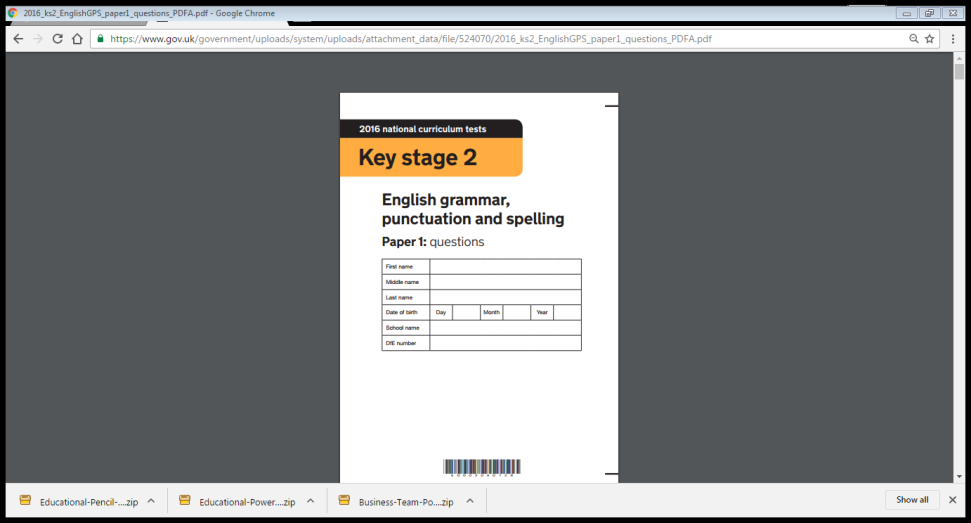 2016_ks2_EnglishGPS_paper1_questions_PDFA.pdf - Google Chrome
https://www.gov.uk/government/uploads/system/uploads/attachment_data/file/524070/2016_ks2_EnglishGPS_paper1_questions_PDFA.pdf
2016 national curriculum tests
Key stage 2
English grammar,
punctuation and spelling
Paper 1: questions
First name
Middle name
Last name
Date of birth Day Month Year
School name
DfE number
Educational-Pencil-....zip Educational-Power....zip Business-Team-Po....zip Show all